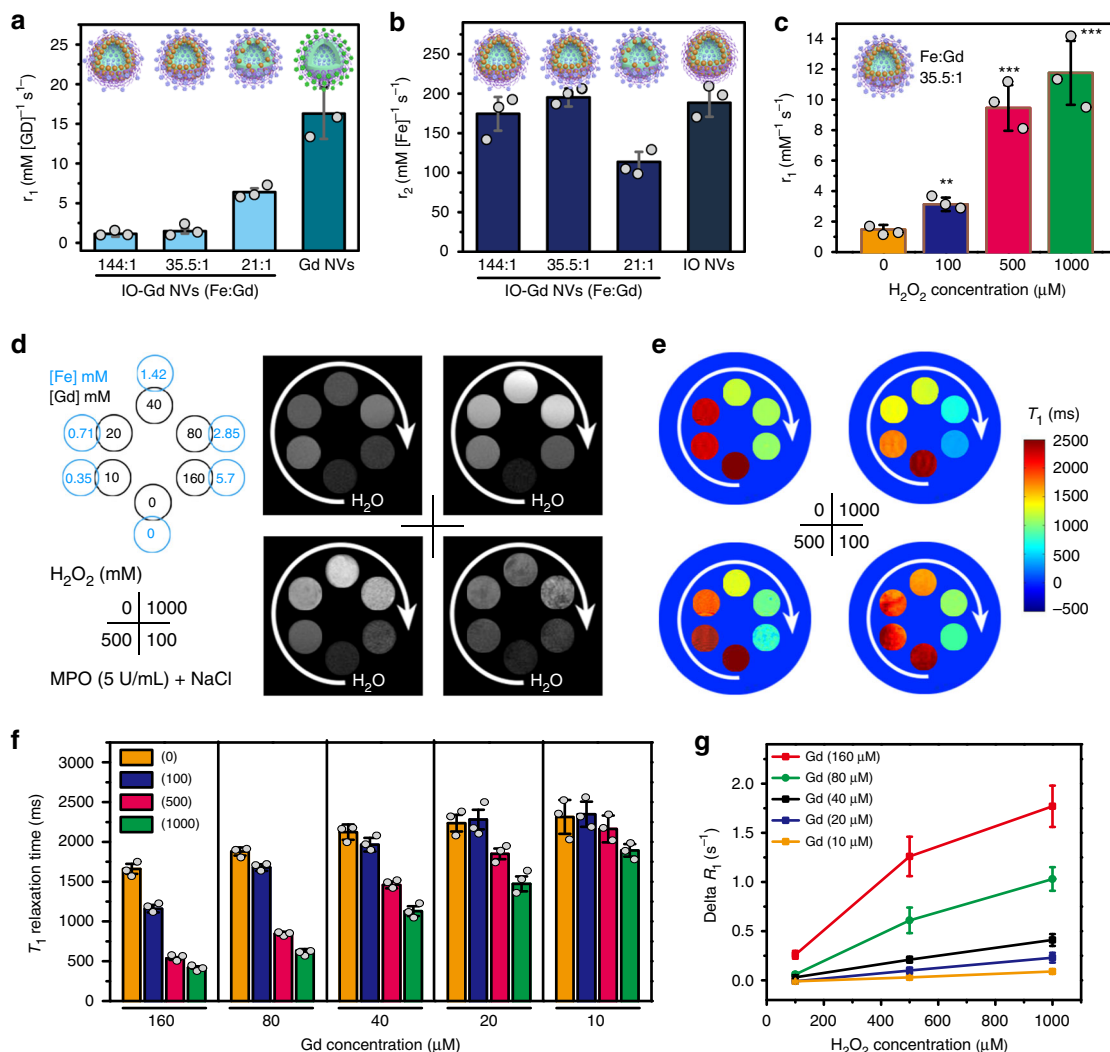 a
25
20
15
10
5
0
r1 (mM [GD]−1 s1−)
144:1 35.5:1 21:1 Gd NVs
IO-Gd NVs (Fe:Gd)
b
250
200
150
100
50
0
r2 (mM [Fe]−1 s−1)
144:1 35.5:1 21:1 IO NVs
IO-Gd NVs (Fe:Gd)
c
14
12
10
8
6
4
2
0
r1 (mM−1 s−1)
Fe:Gd
35.5:1
**
***
***
0 100 500 1000
H2O2 concentration (µM)
d
[Fe] mM
[Gd] mM
1.42
40
0.71 20 80 2.85
0.35 10 160 5.7
0
0
H2O2 (mM)
0 1000
500 100
MPO (5 U/mL) + NaCl
H2O
H2O
H2O
H2O
e
0 1000
500 100
T1 (ms)
2500
2000
1500
1000
500
0
−500
f
3000
2500
2000
1500
1000
500
0
T1 relaxation time (ms)
(0)
(100)
(500)
(1000)
160 80 40 20 10
Gd concentration (µM)
g
Gd (160 µM)
Gd (80 µM)
Gd (40 µM)
Gd (20 µM)
Gd (10 µM)
2.0
1.5
1.0
0.5
0.0
Delta R1 (s−1)
0 200 400 600 800 1000
H2O2 concentration (µM)